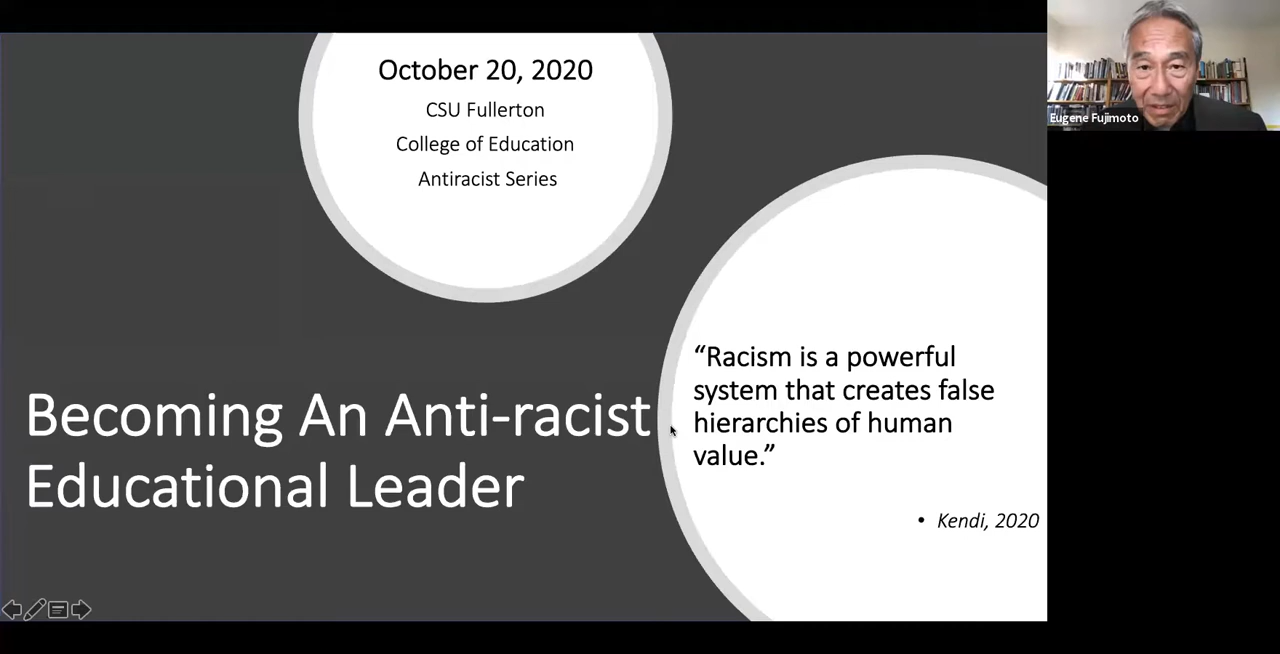 October 20, 2020
CSU Fullerton
College of Education
Antiracist Series
Eugene Fujimoto
Becoming An Anti-racist
Educational Leader
“Racism is a powerful
system that creates false
hierarchies of human
value.”
• Kendi, 2020